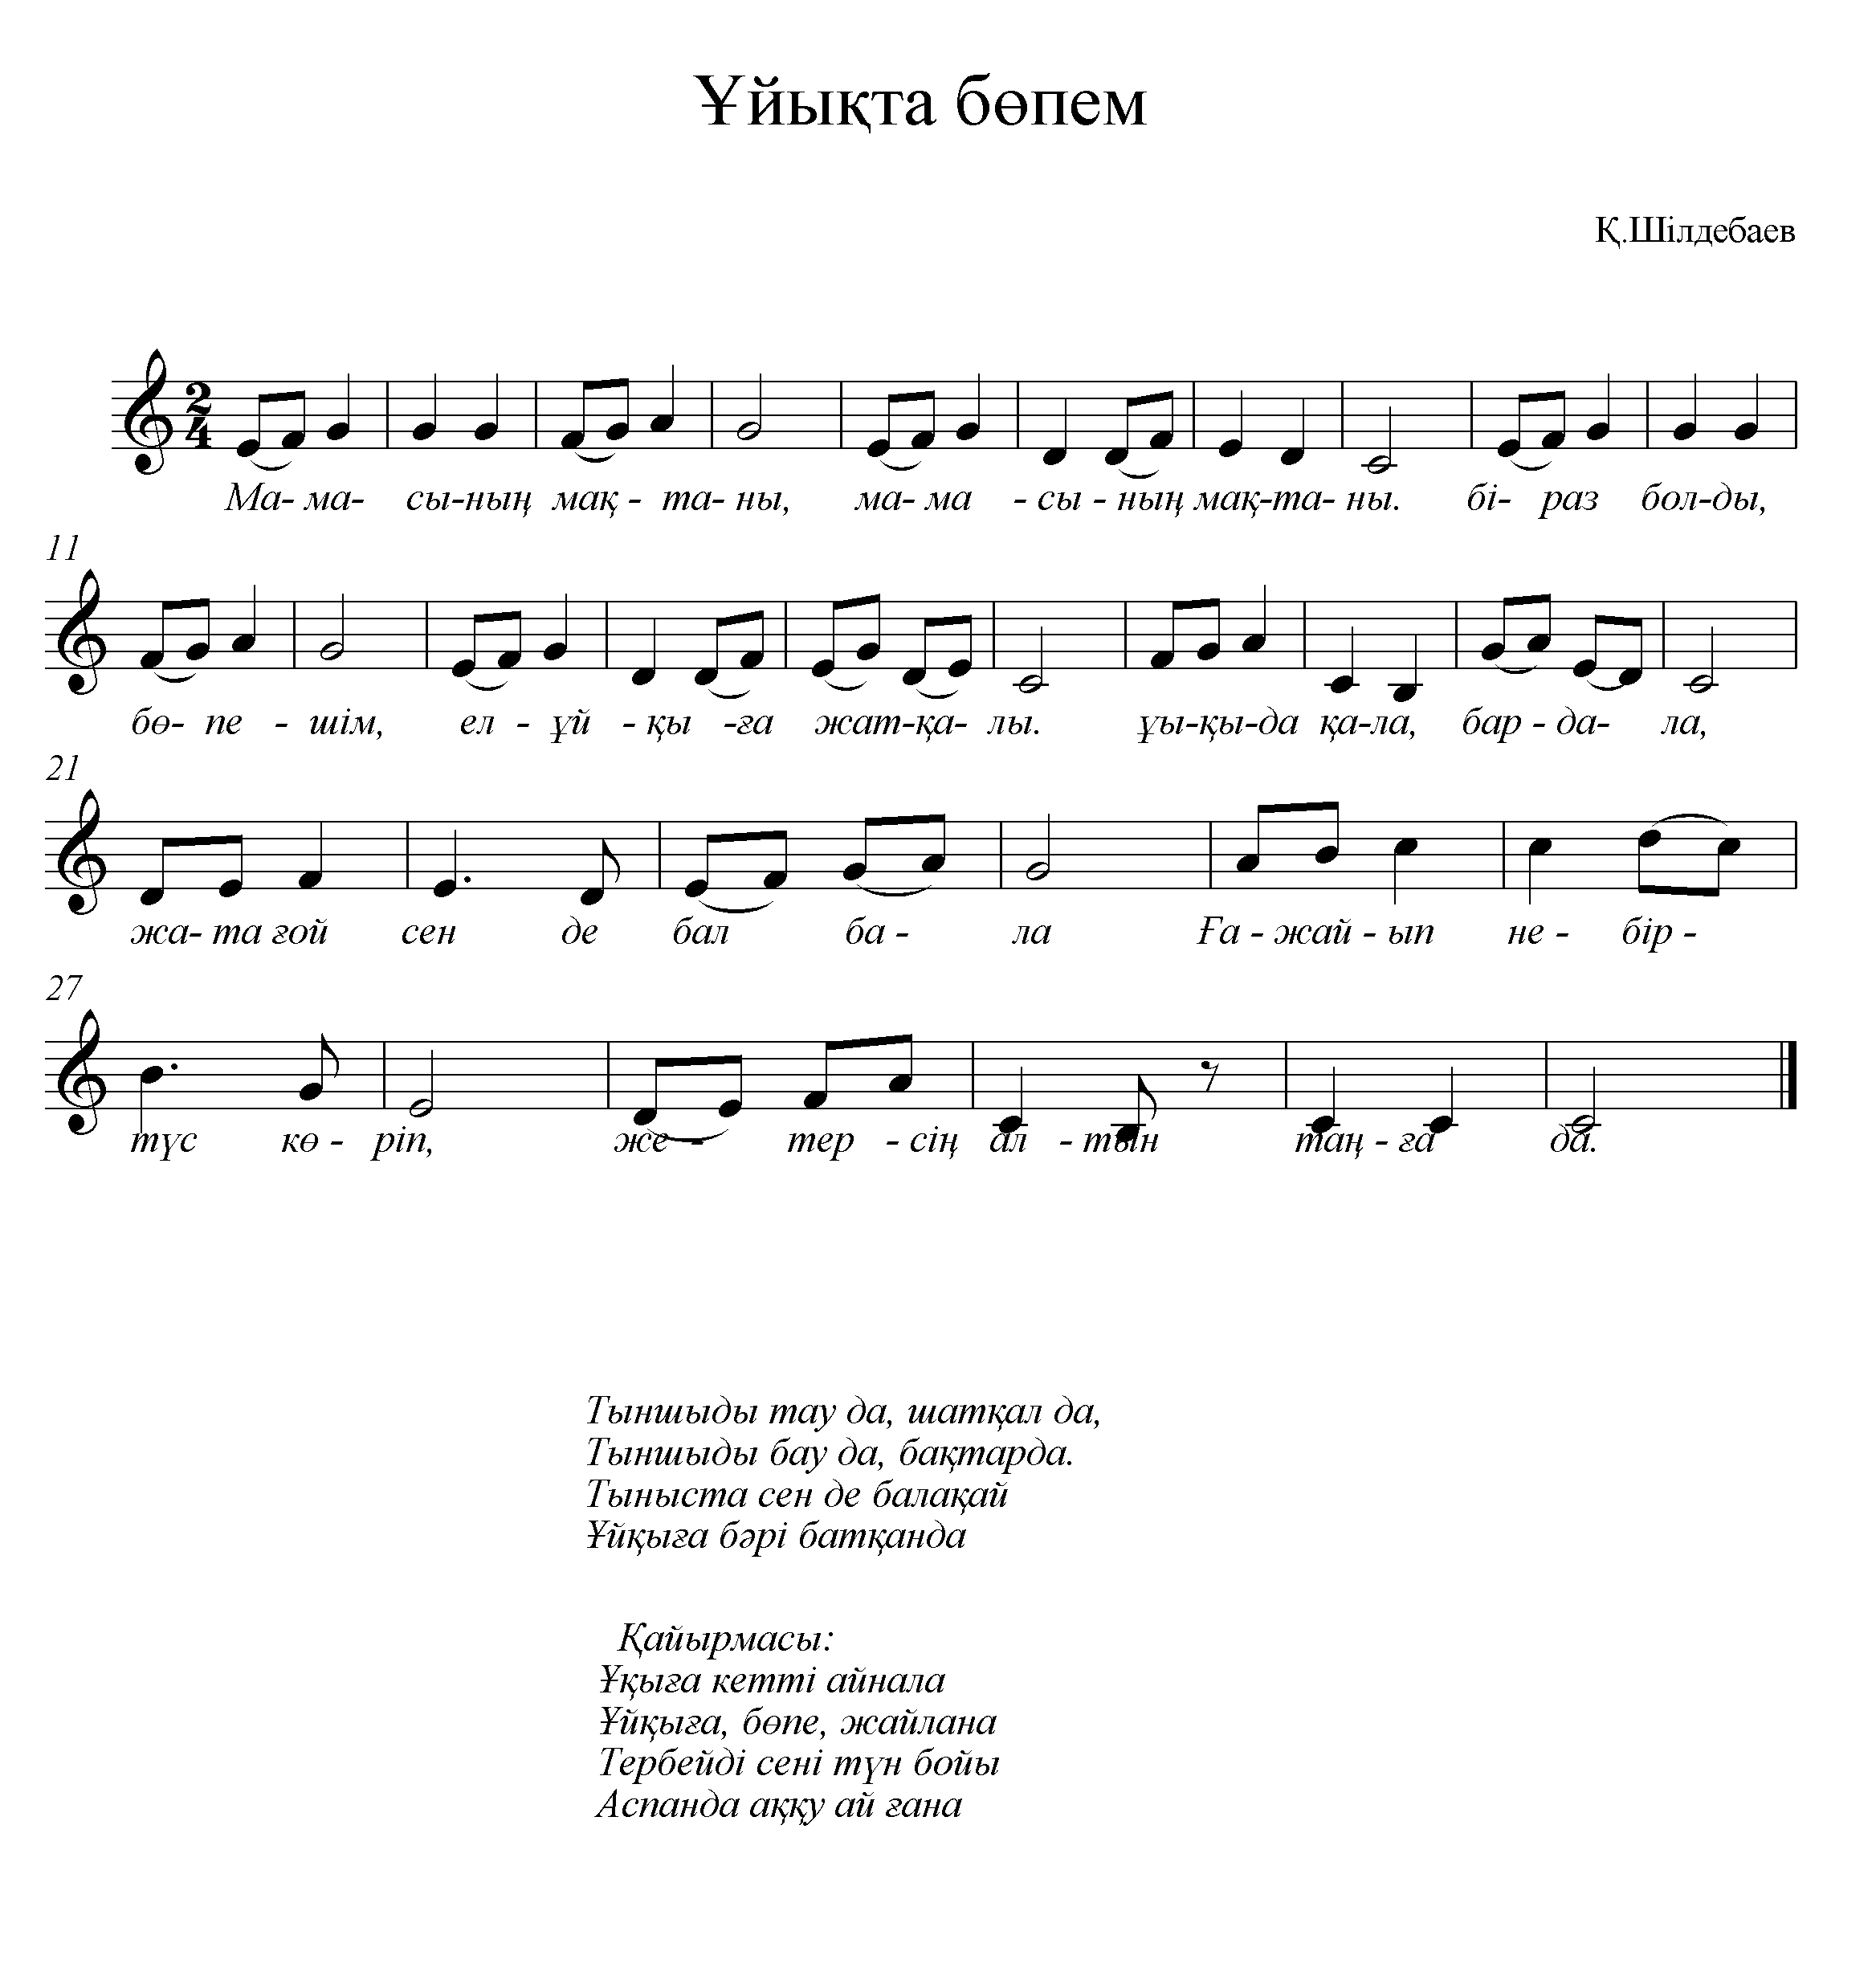 Ұйықта бөпем
Қ.Шілдебаев
2
4
Ма- ма- сы-ның мақ - та- ны, ма- ма - сы - ның мақ-та- ны. бі- раз бол-ды,
11
бө- пе - шім, ел - ұй - қы -ға жат-қа- лы. ұы-қы-да қа-ла, бар - да- ла,
21
жа- та ғой сен де бал ба - ла Ға - жай - ып не - бір -
27
түс кө - ріп, же - тер - сің ал - тын таң - ға да.
Тыншыды тау да, шатқал да,
Тыншыды бау да, бақтарда.
Тыныста сен де балақай
Ұйқыға бәрі батқанда
Қайырмасы:
Ұқыға кетті айнала
Ұйқыға, бөпе, жайлана
Тербейді сені түн бойы
Аспанда аққу ай ғана